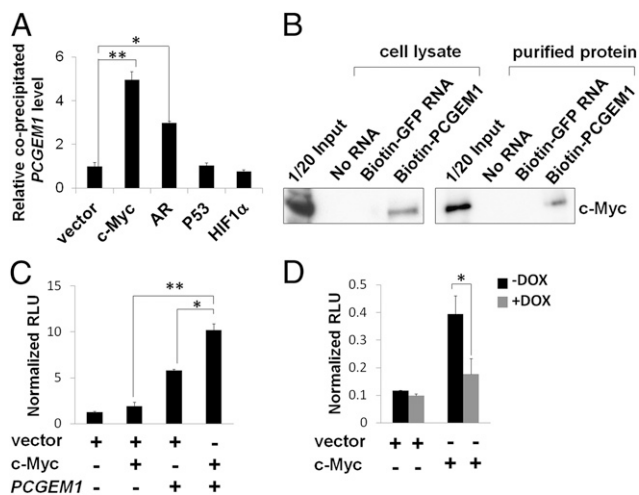 A
Relative co-precipitated
PCGEM1 level
6
4
2
0
*
**
vector
c-Myc
AR
P53
HIF1α
B
cell lysate
purified protein
1/20 Input
No RNA
Biotin-GFP RNA
Biotin-PCGEM1
1/20 Input
No RNA
Biotin-GFP RNA
Biotin-PCGEM1
c-Myc
C
Normalized RLU
15
10
5
0
**
*
vector + + + -
c-Myc - + - +
PCGEM1 - - + +
D
Normalized RLU
0.5
0.4
0.3
0.2
0.1
0
*
-DOX
+DOX
vector + + - -
c-Myc - - + +